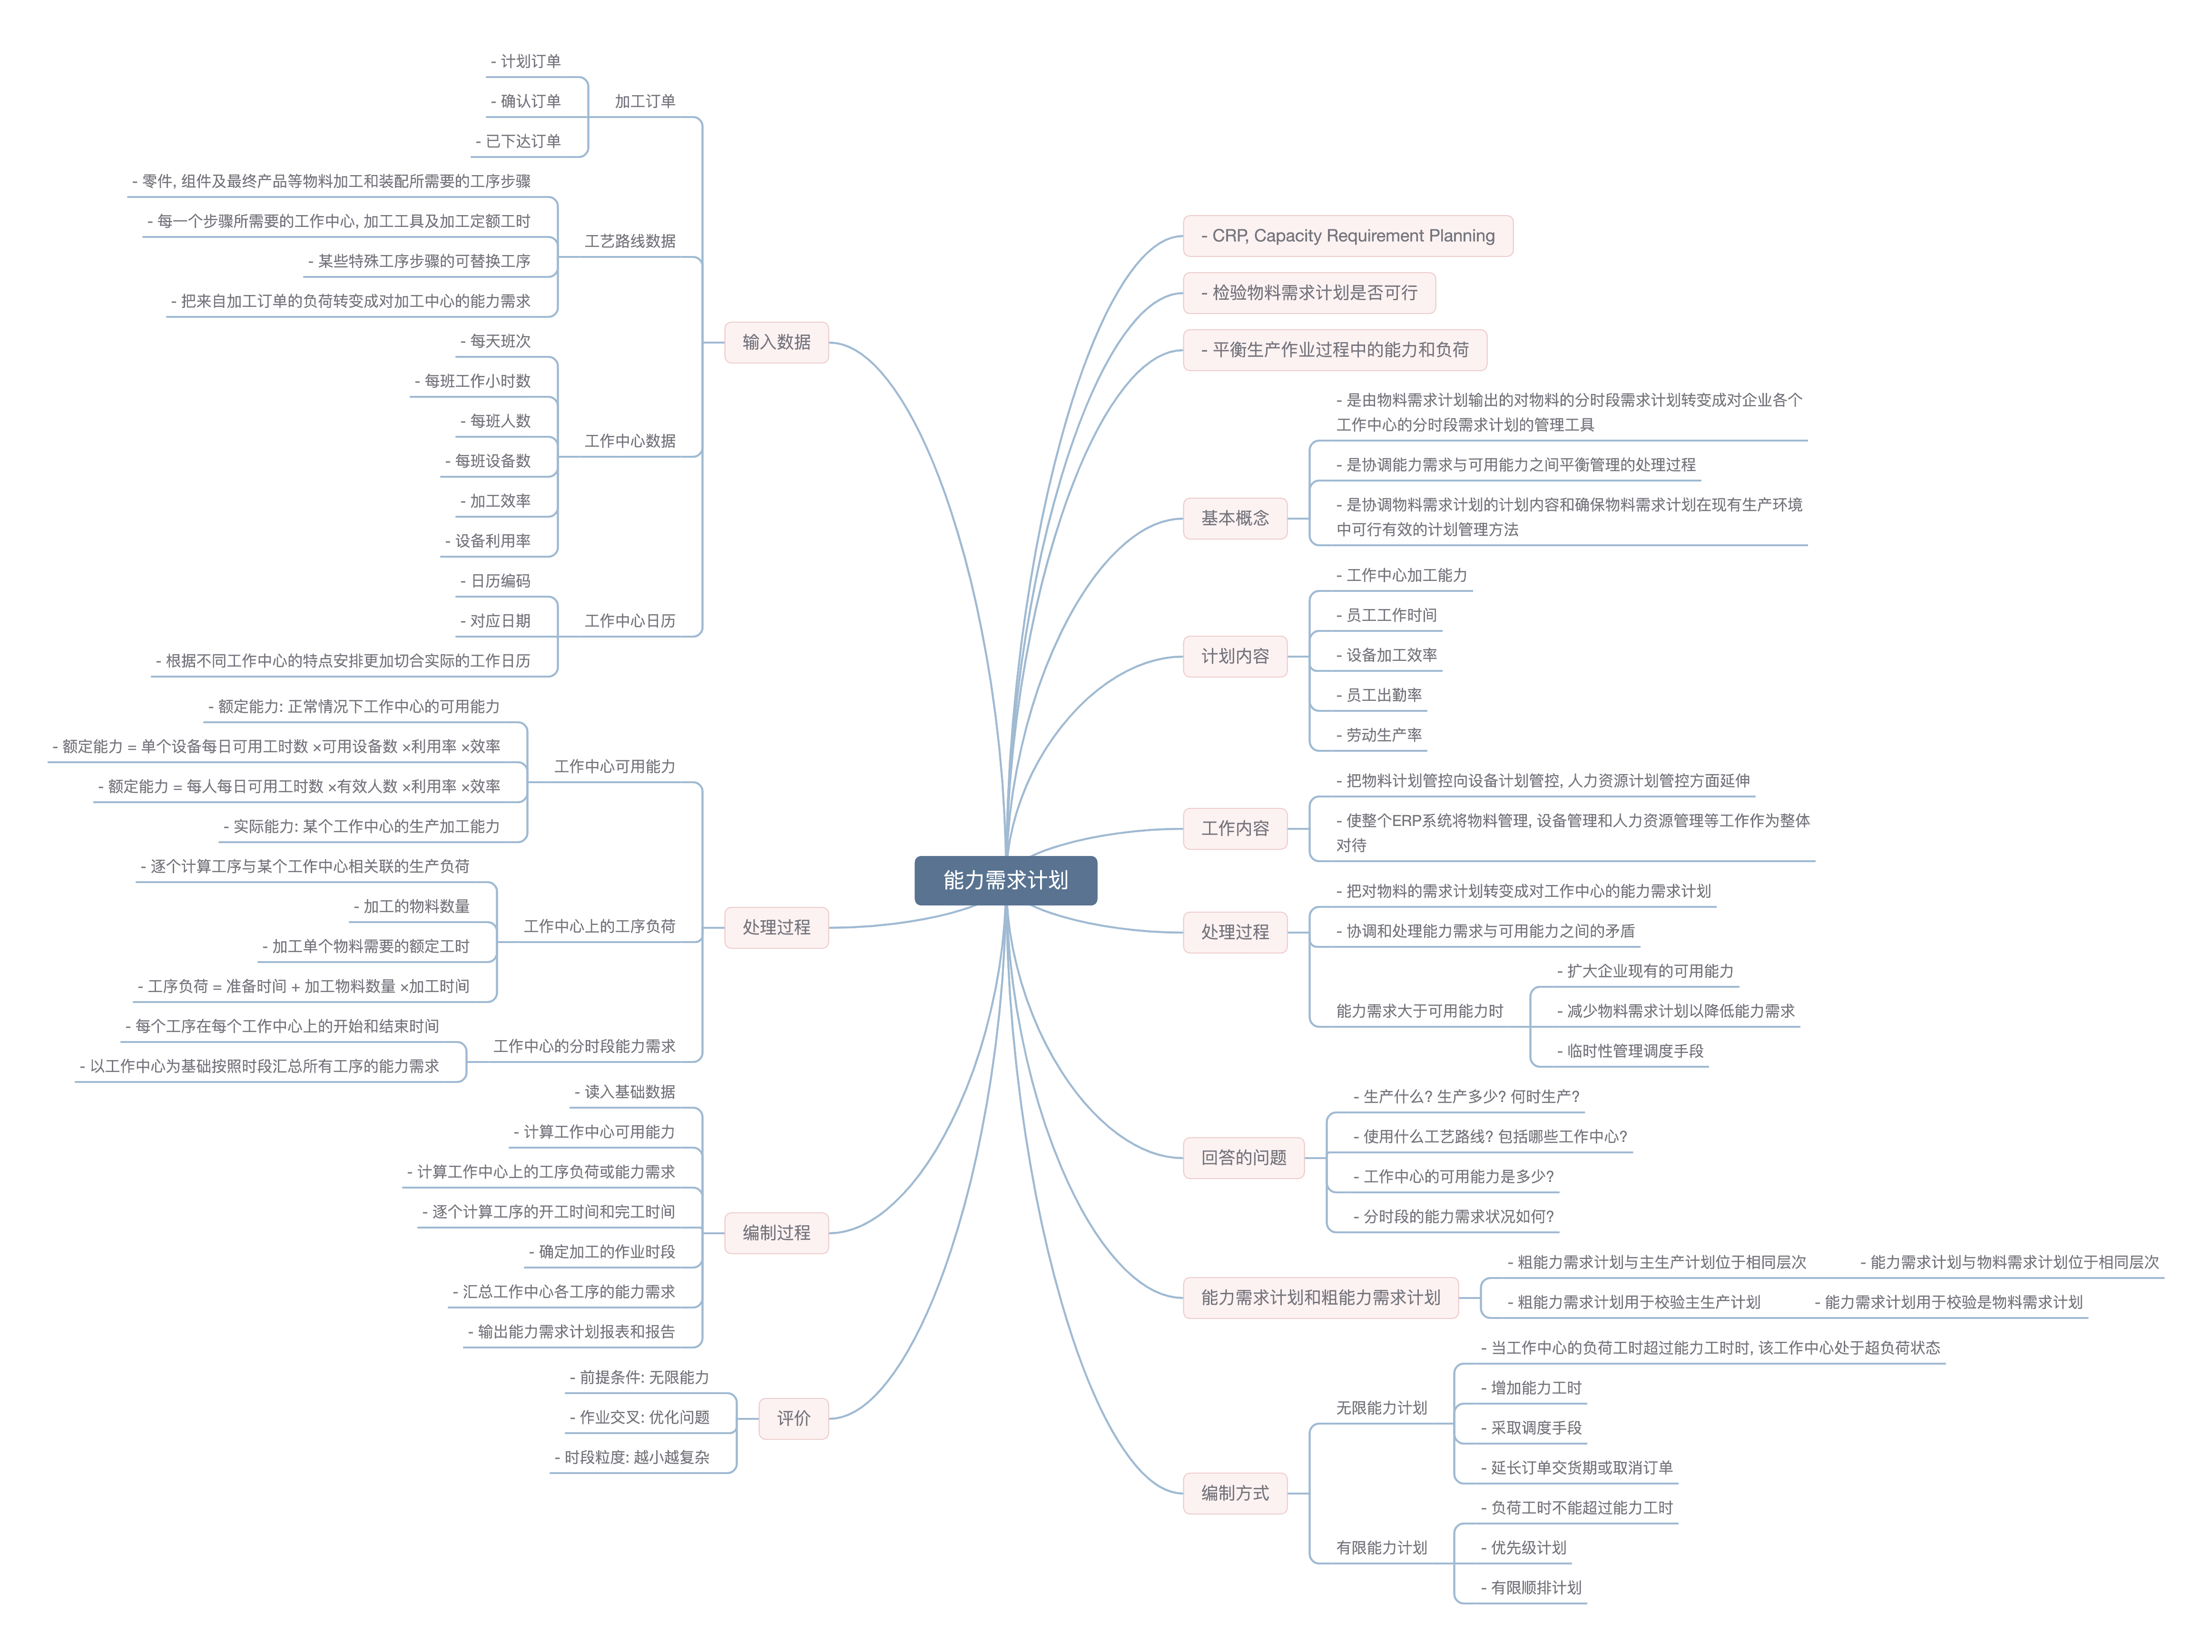 能力需求计划
- CRP, Capacity Requirement Planning
- 检验物料需求计划是否可行
- 平衡生产作业过程中的能力和负荷
基本概念
- 是由物料需求计划输出的对物料的分时段需求计划转变成对企业各个
工作中心的分时段需求计划的管理工具
- 是协调能力需求与可用能力之间平衡管理的处理过程
- 是协调物料需求计划的计划内容和确保物料需求计划在现有生产环境
中可行有效的计划管理方法
计划内容
- 工作中心加工能力
- 员工工作时间
- 设备加工效率
- 员工出勤率
- 劳动生产率
工作内容
- 把物料计划管控向设备计划管控, 人力资源计划管控方面延伸
- 使整个ERP系统将物料管理, 设备管理和人力资源管理等工作作为整体
对待
处理过程
- 把对物料的需求计划转变成对工作中心的能力需求计划
- 协调和处理能力需求与可用能力之间的矛盾
能力需求大于可用能力时
- 扩大企业现有的可用能力
- 减少物料需求计划以降低能力需求
- 临时性管理调度手段
回答的问题
- 生产什么? 生产多少? 何时生产?
- 使用什么工艺路线? 包括哪些工作中心?
- 工作中心的可用能力是多少?
- 分时段的能力需求状况如何?
能力需求计划和粗能力需求计划
- 粗能力需求计划与主生产计划位于相同层次
- 能力需求计划与物料需求计划位于相同层次
- 粗能力需求计划用于校验主生产计划
- 能力需求计划用于校验是物料需求计划
编制方式
无限能力计划
- 当工作中心的负荷工时超过能力工时时, 该工作中心处于超负荷状态
- 增加能力工时
- 采取调度手段
- 延长订单交货期或取消订单
有限能力计划
- 负荷工时不能超过能力工时
- 优先级计划
- 有限顺排计划
输入数据
加工订单
- 计划订单
- 确认订单
- 已下达订单
工艺路线数据
- 零件, 组件及最终产品等物料加工和装配所需要的工序步骤
- 每一个步骤所需要的工作中心, 加工工具及加工定额工时
- 某些特殊工序步骤的可替换工序
- 把来自加工订单的负荷转变成对加工中心的能力需求
工作中心数据
- 每天班次
- 每班工作小时数
- 每班人数
- 每班设备数
- 加工效率
- 设备利用率
工作中心日历
- 日历编码
- 对应日期
- 根据不同工作中心的特点安排更加切合实际的工作日历
处理过程
工作中心可用能力
- 额定能力: 正常情况下工作中心的可用能力
- 额定能力 = 单个设备每日可用工时数 ×可用设备数 ×利用率 ×效率
- 额定能力 = 每人每日可用工时数 ×有效人数 ×利用率 ×效率
- 实际能力: 某个工作中心的生产加工能力
工作中心上的工序负荷
- 逐个计算工序与某个工作中心相关联的生产负荷
- 加工的物料数量
- 加工单个物料需要的额定工时
- 工序负荷 = 准备时间 + 加工物料数量 ×加工时间
工作中心的分时段能力需求
- 每个工序在每个工作中心上的开始和结束时间
- 以工作中心为基础按照时段汇总所有工序的能力需求
编制过程
- 读入基础数据
- 计算工作中心可用能力
- 计算工作中心上的工序负荷或能力需求
- 逐个计算工序的开工时间和完工时间
- 确定加工的作业时段
- 汇总工作中心各工序的能力需求
- 输出能力需求计划报表和报告
评价
- 前提条件: 无限能力
- 作业交叉: 优化问题
- 时段粒度: 越小越复杂